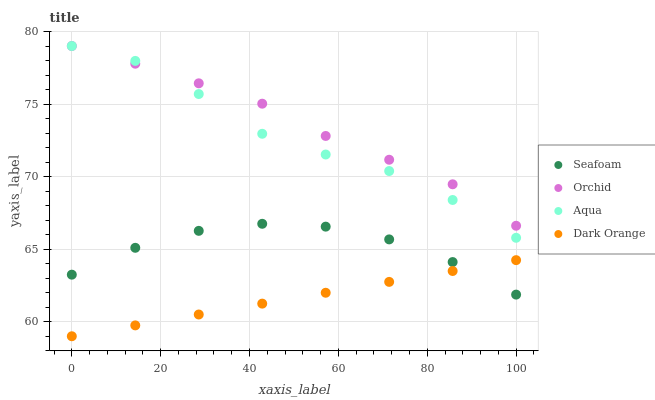 title
80
75
70
65
60
yaxis_label
0
20
40
60
80
100
xaxis_label
Seafoam
Orchid
Aqua
Dark Orange